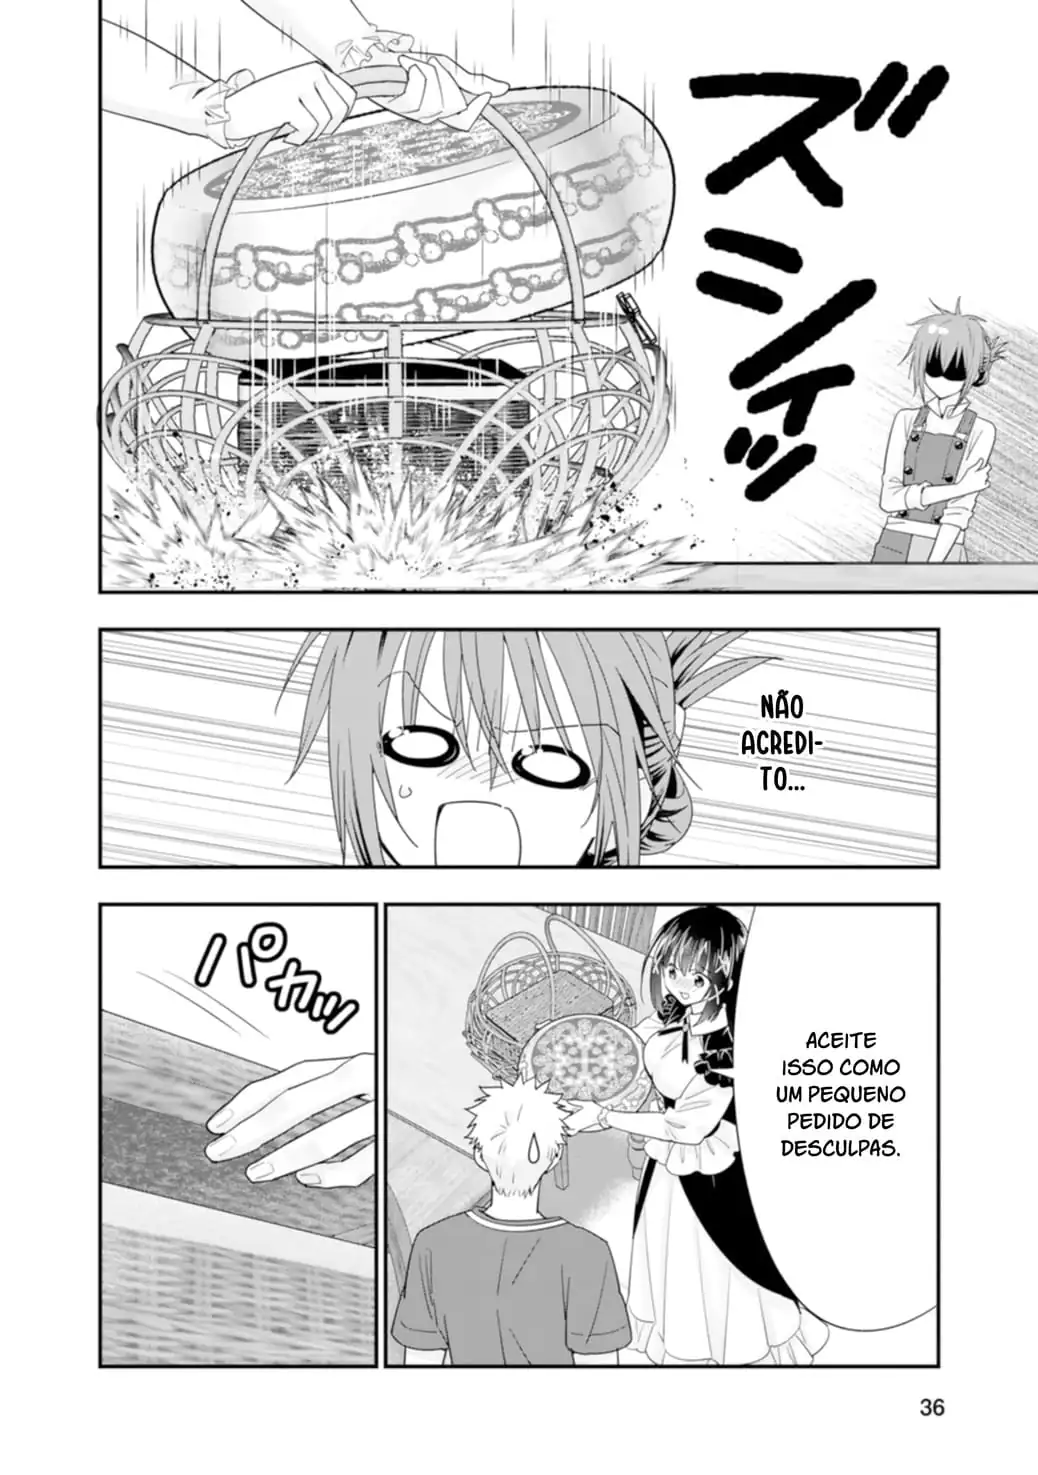 ズシィッ
NÃO
ACREDI-
TO...
ACEITE
ISSO COMO
UM PEQUENO
PEDIDO DE
DESCULPAS.
パカッ
36